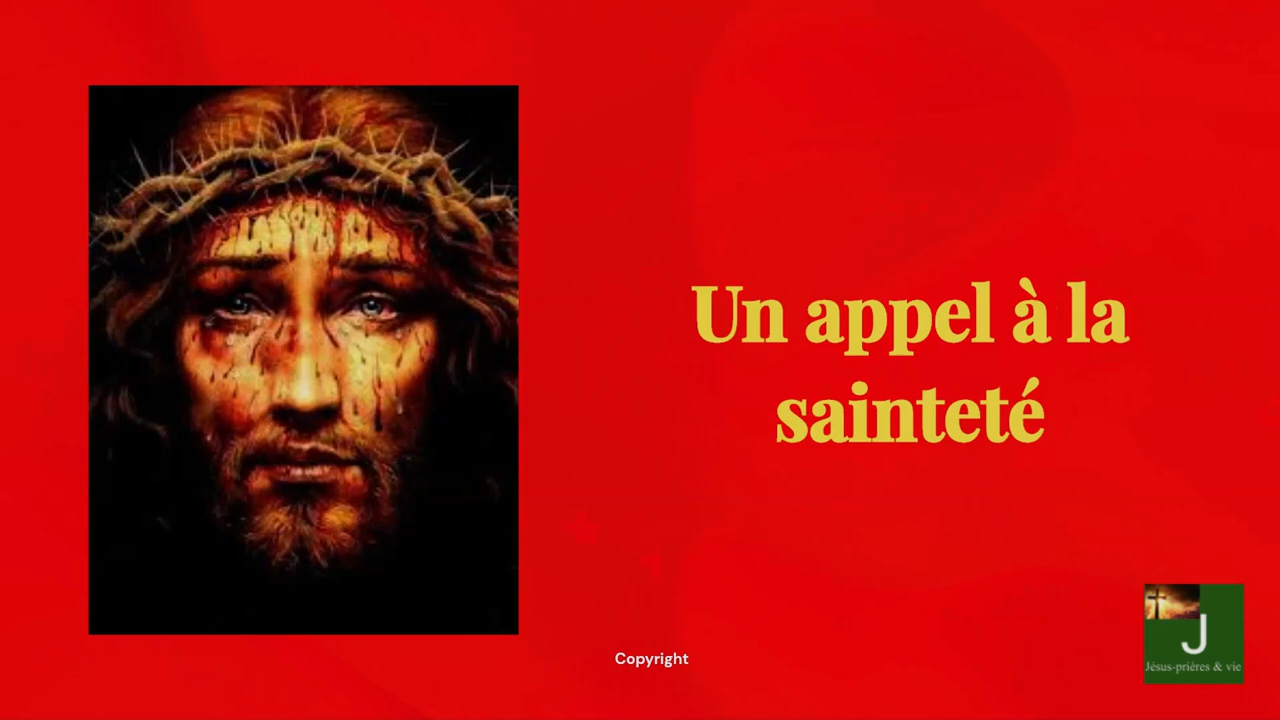 Un appel à la
sainteté
Copyright
J
Jésus-prières & vie